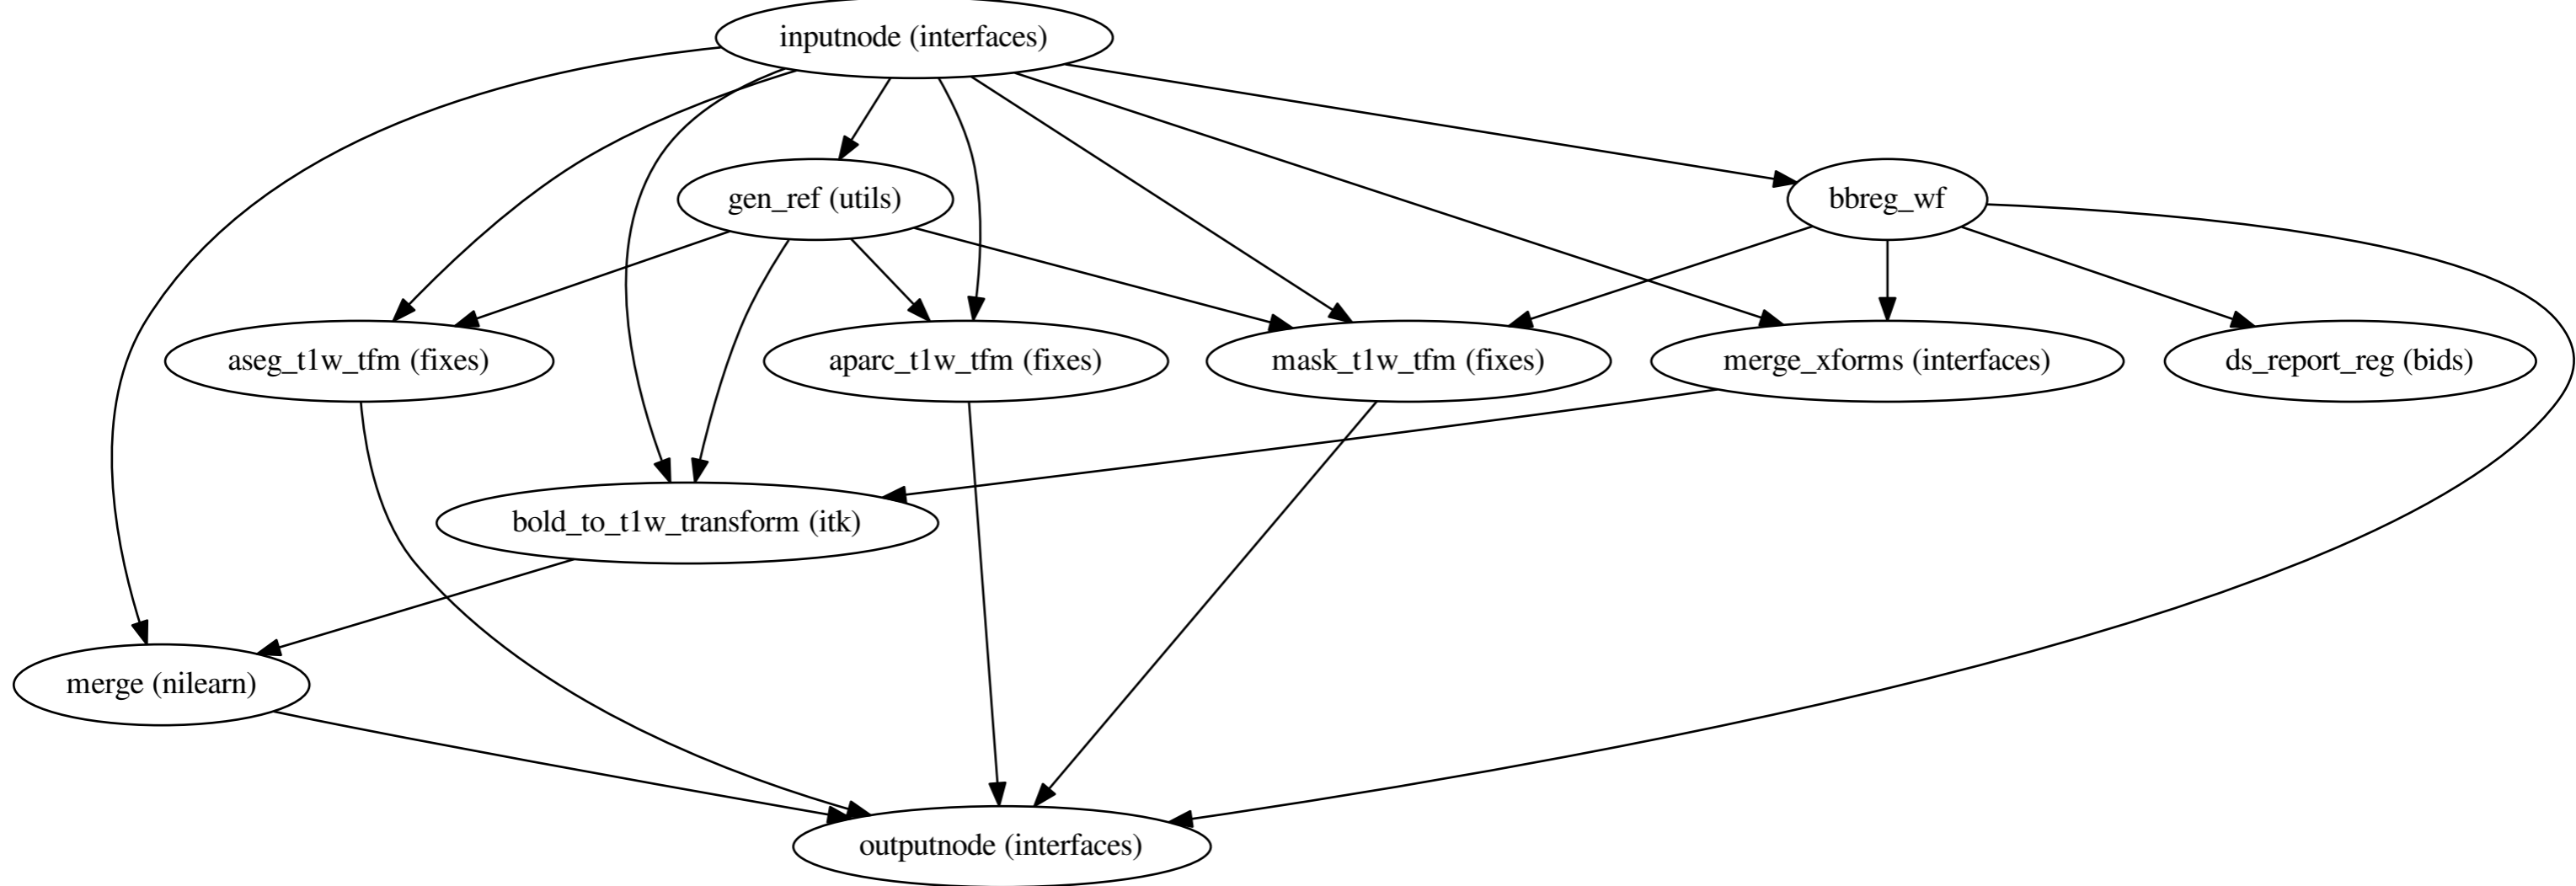 inputnode (interfaces)
gen_ref (utils)
bbreg_wf
aseg_t1w_tfm (fixes)
aparc_t1w_tfm (fixes)
mask_t1w_tfm (fixes)
merge_xforms (interfaces)
ds_report_reg (bids)
bold_to_t1w_transform (itk)
merge (nilearn)
outputnode (interfaces)